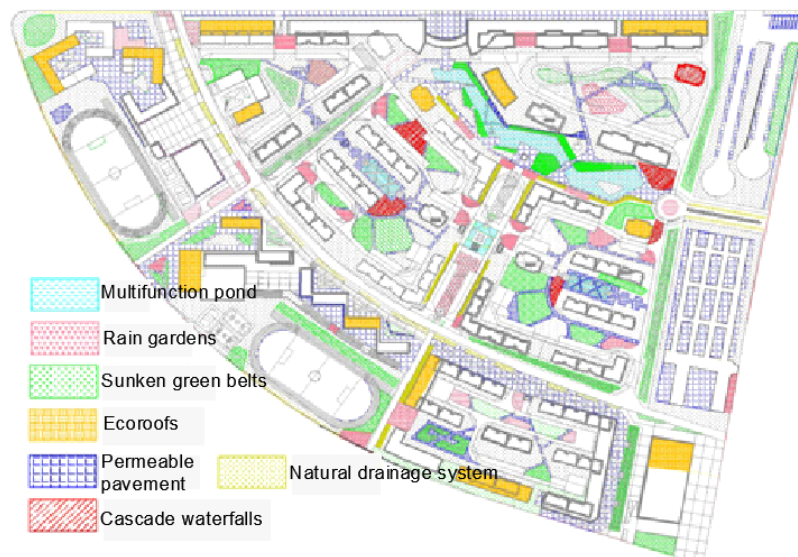 Multifunction pond
Rain gardens
Sunken green belts
Ecoroofs
Permeable
pavement
Natural drainage system
Cascade waterfalls